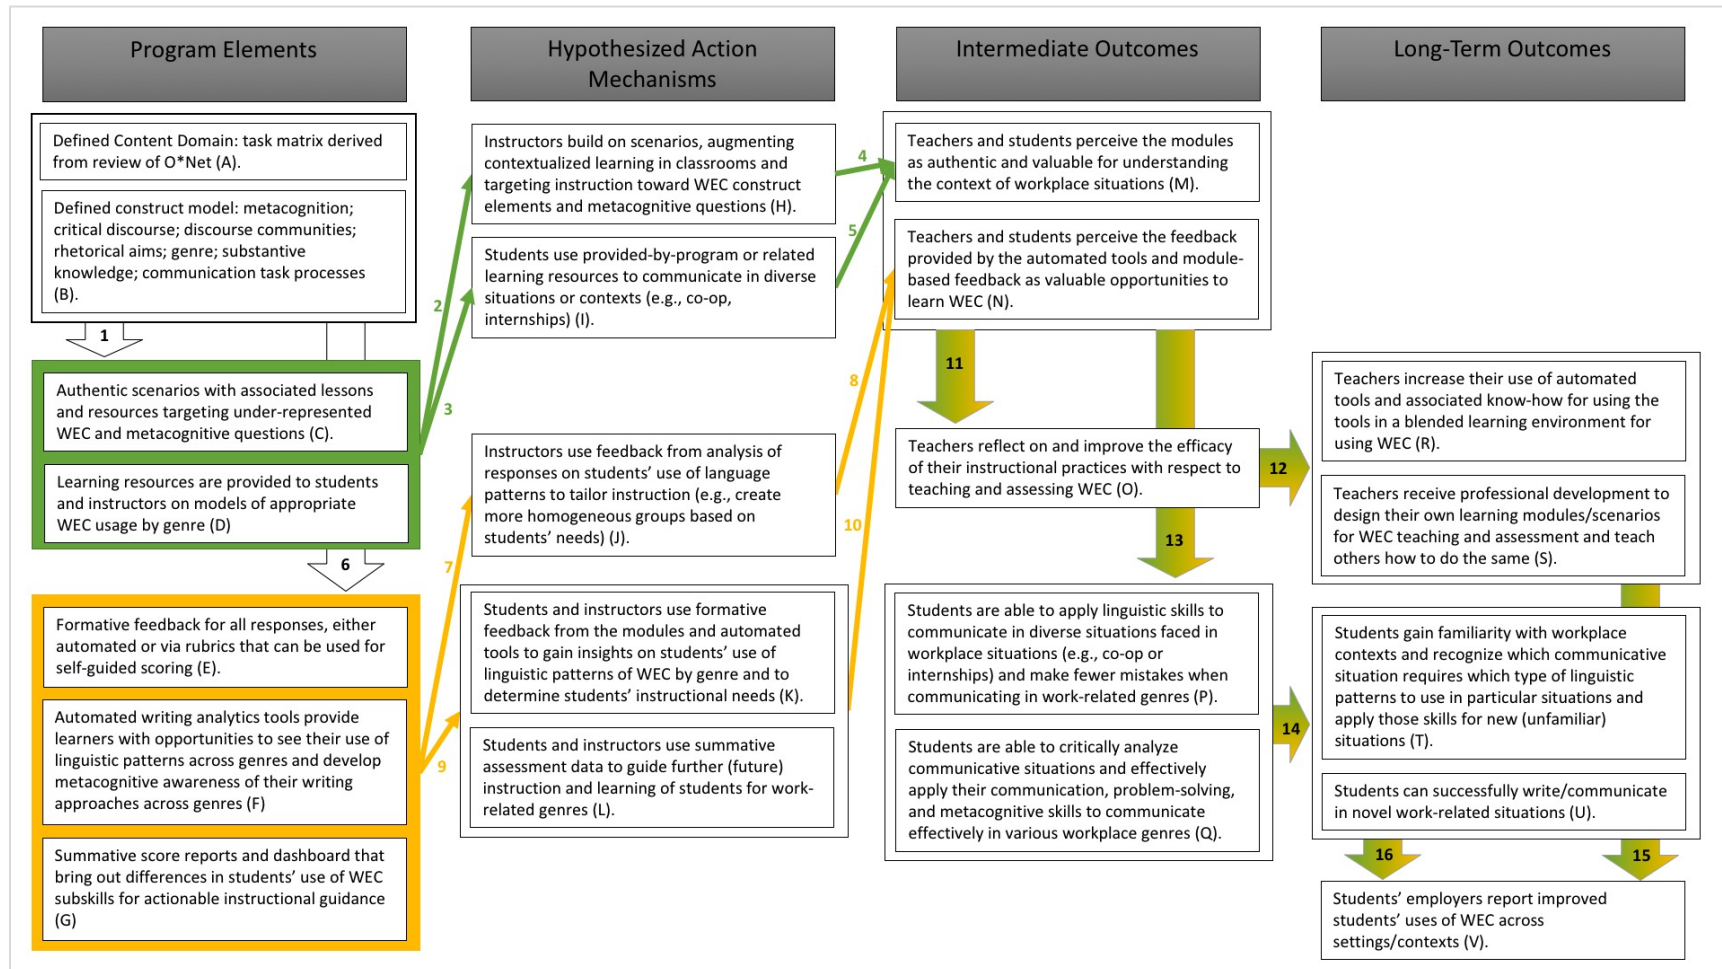 Program Elements
Defined Content Domain: task matrix derived
from review of O*Net (A).
Defined construct model: metacognition;
critical discourse; discourse communities;
rhetorical aims; genre; substantive
knowledge; communication task processes
(B).
1
Authentic scenarios with associated lessons
and resources targeting under-represented
WEC and metacognitive questions (C).
Learning resources are provided to students
and instructors on models of appropriate
WEC usage by genre (D)
6
Formative feedback for all responses, either
automated or via rubrics that can be used for
self-guided scoring (E).
Automated writing analytics tools provide
learners with opportunities to see their use of
linguistic patterns across genres and develop
metacognitive awareness of their writing
approaches across genres (F)
Summative score reports and dashboard that
bring out differences in students' use of WEC
subskills for actionable instructional guidance
(G)
2
3
7
9
Hypothesized Action
Mechanisms
Instructors build on scenarios, augmenting
contextualized learning in classrooms and
targeting instruction toward WEC construct
elements and metacognitive questions (H).
Students use provided-by-program or related
learning resources to communicate in diverse
situations or contexts (e.g., co-op,
internships) (I).
Instructors use feedback from analysis of
responses on students' use of language
patterns to tailor instruction (e.g., create
more homogeneous groups based on
students' needs) (J).
Students and instructors use formative
feedback from the modules and automated
tools to gain insights on students' use of
linguistic patterns of WEC by genre and to
determine students' instructional needs (K).
Students and instructors use summative
assessment data to guide further (future)
instruction and learning of students for work-
related genres (L).
4
5
8
10
Intermediate Outcomes
Teachers and students perceive the modules
as authentic and valuable for understanding
the context of workplace situations (M).
Teachers and students perceive the feedback
provided by the automated tools and module-
based feedback as valuable opportunities to
learn WEC (N).
11
Teachers reflect on and improve the efficacy
of their instructional practices with respect to
teaching and assessing WEC (O).
12
13
Students are able to apply linguistic skills to
communicate in diverse situations faced in
workplace situations (e.g., co-op or
internships) and make fewer mistakes when
communicating in work-related genres (P).
Students are able to critically analyze
communicative situations and effectively
apply their communication, problem-solving,
and metacognitive skills to communicate
effectively in various workplace genres (Q).
14
Long-Term Outcomes
Teachers increase their use of automated
tools and associated know-how for using the
tools in a blended learning environment for
using WEC (R).
Teachers receive professional development to
design their own learning modules/scenarios
for WEC teaching and assessment and teach
others how to do the same (S).
Students gain familiarity with workplace
contexts and recognize which communicative
situation requires which type of linguistic
patterns to use in particular situations and
apply those skills for new (unfamiliar)
situations (T).
Students can successfully write/communicate
in novel work-related situations (U).
16
15
Students' employers report improved
students' uses of WEC across
settings/contexts (V).